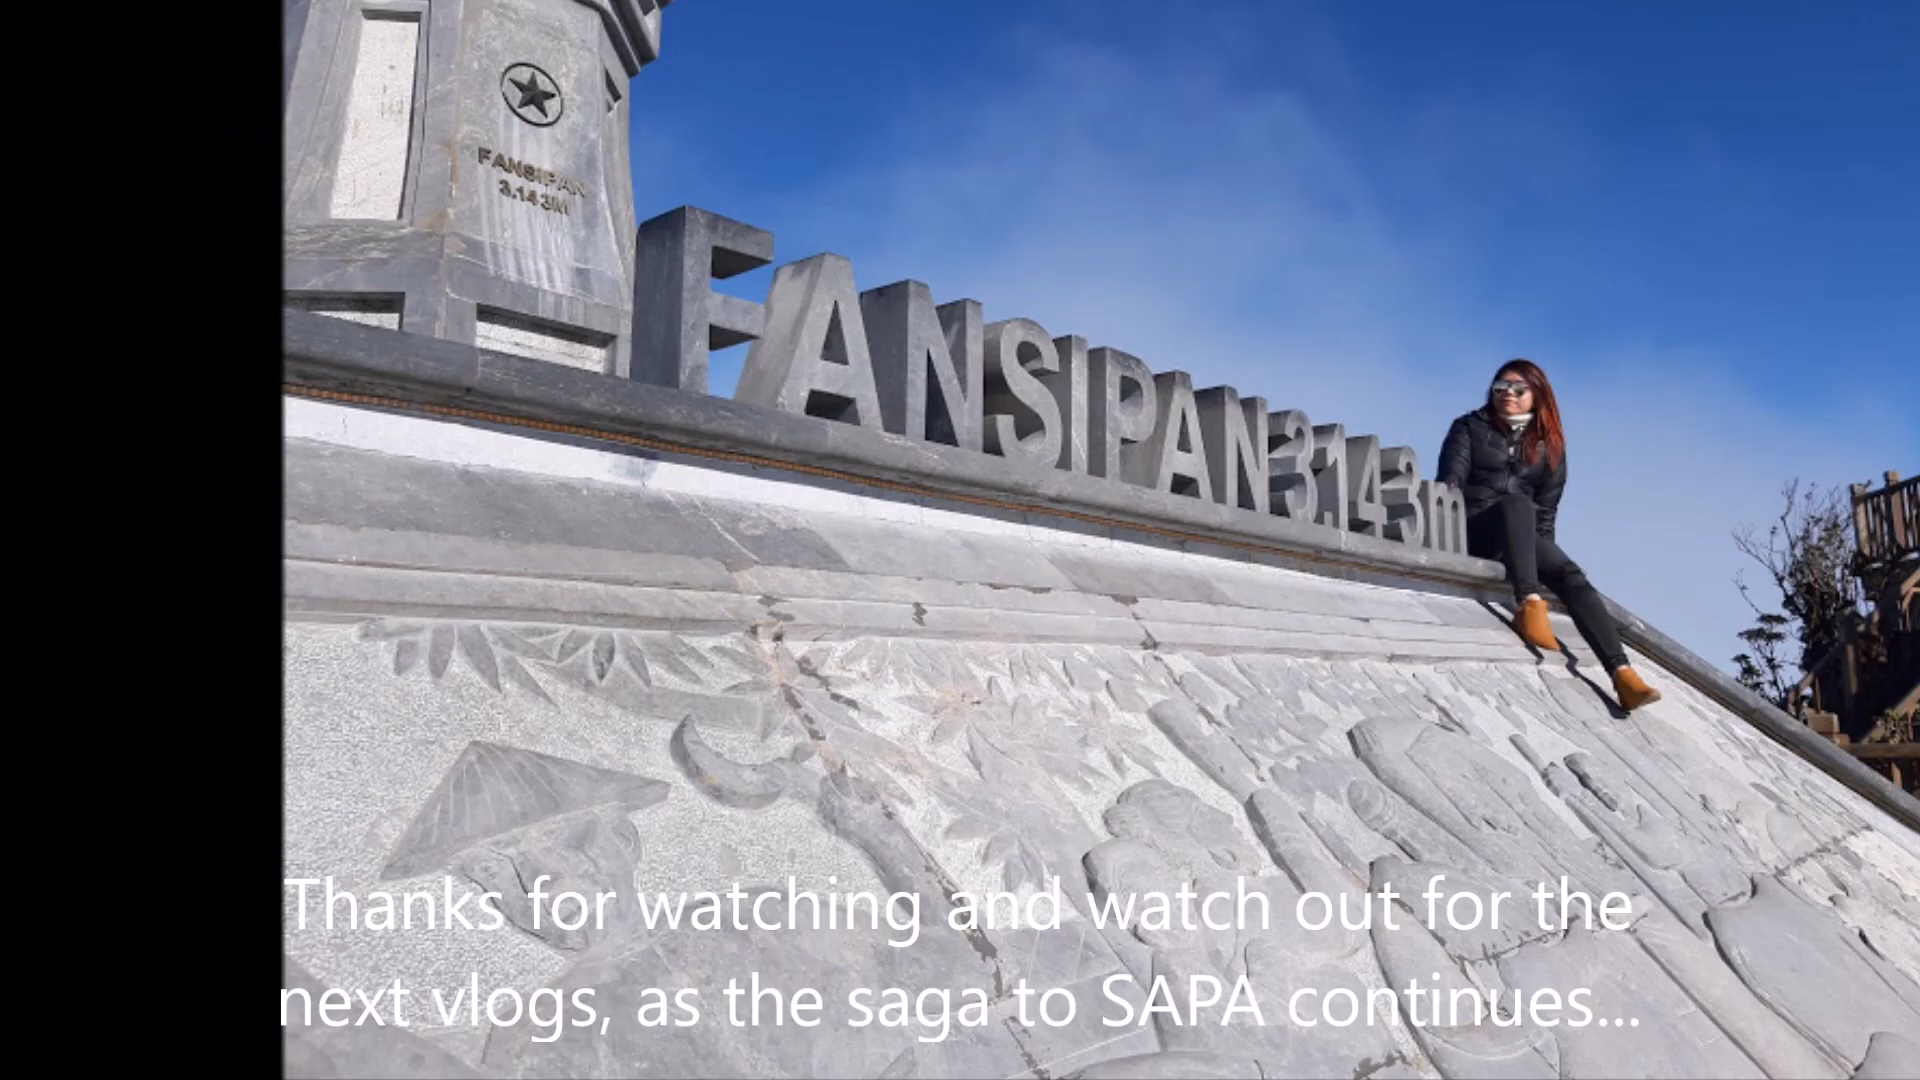 FANSIPAN
3.143M
FANSIPAN 3.143m
Thanks for watching and watch out for the
next vlogs, as the saga to SAPA continues...